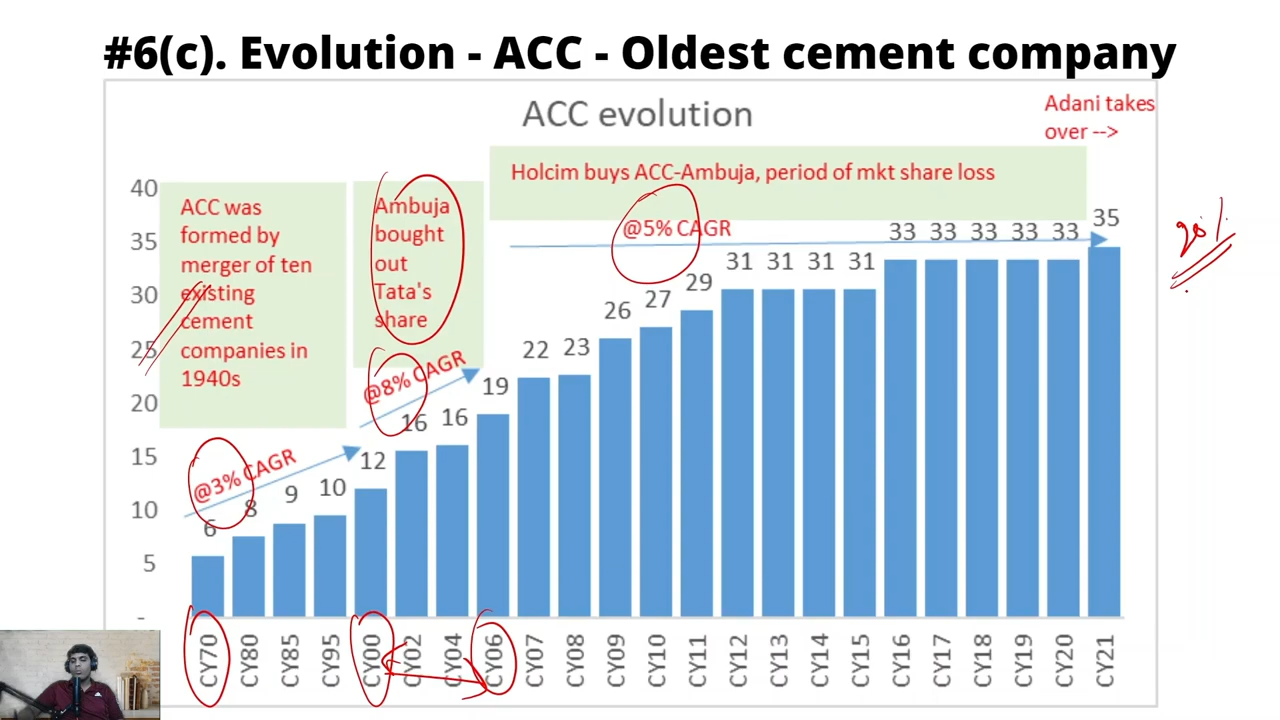 #6(c). Evolution - ACC - Oldest cement company
ACC evolution
Adani takes
over -->
Holcim buys ACC-Ambuja, period of mkt share loss
40
35
30
25
20
15
10
5
-
ACC was
formed by
merger of ten
existing
cement
companies in
1940s
Ambuja
bought
out
Tata's
share
@3% CAGR
@8% CAGR
@5% CAGR
20%
6
8
9
10
12
16
16
19
22
23
26
27
29
31
31
31
31
33
33
33
33
33
35
CY70
CY80
CY85
CY95
CY00
CY02
CY04
CY06
CY07
CY08
CY09
CY10
CY11
CY12
CY13
CY14
CY15
CY16
CY17
CY18
CY19
CY20
CY21